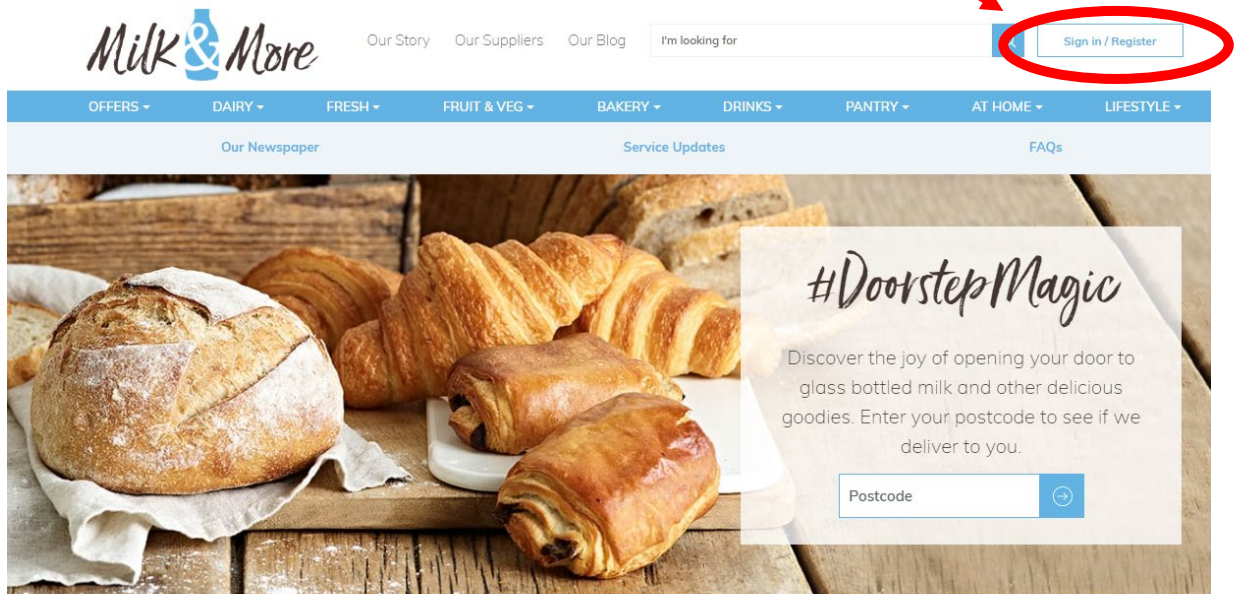 Milk & More
Our Story Our Suppliers Our Blog I'm looking for Sign in / Register
OFFERS DAIRY FRESH FRUIT & VEG BAKERY DRINKS PANTRY AT HOME LIFESTYLE
Our Newspaper Service Updates FAQs
#DoorstepMagic
Discover the joy of opening your door to
glass bottled milk and other delicious
goodies. Enter your postcode to see if we
deliver to you.
Postcode